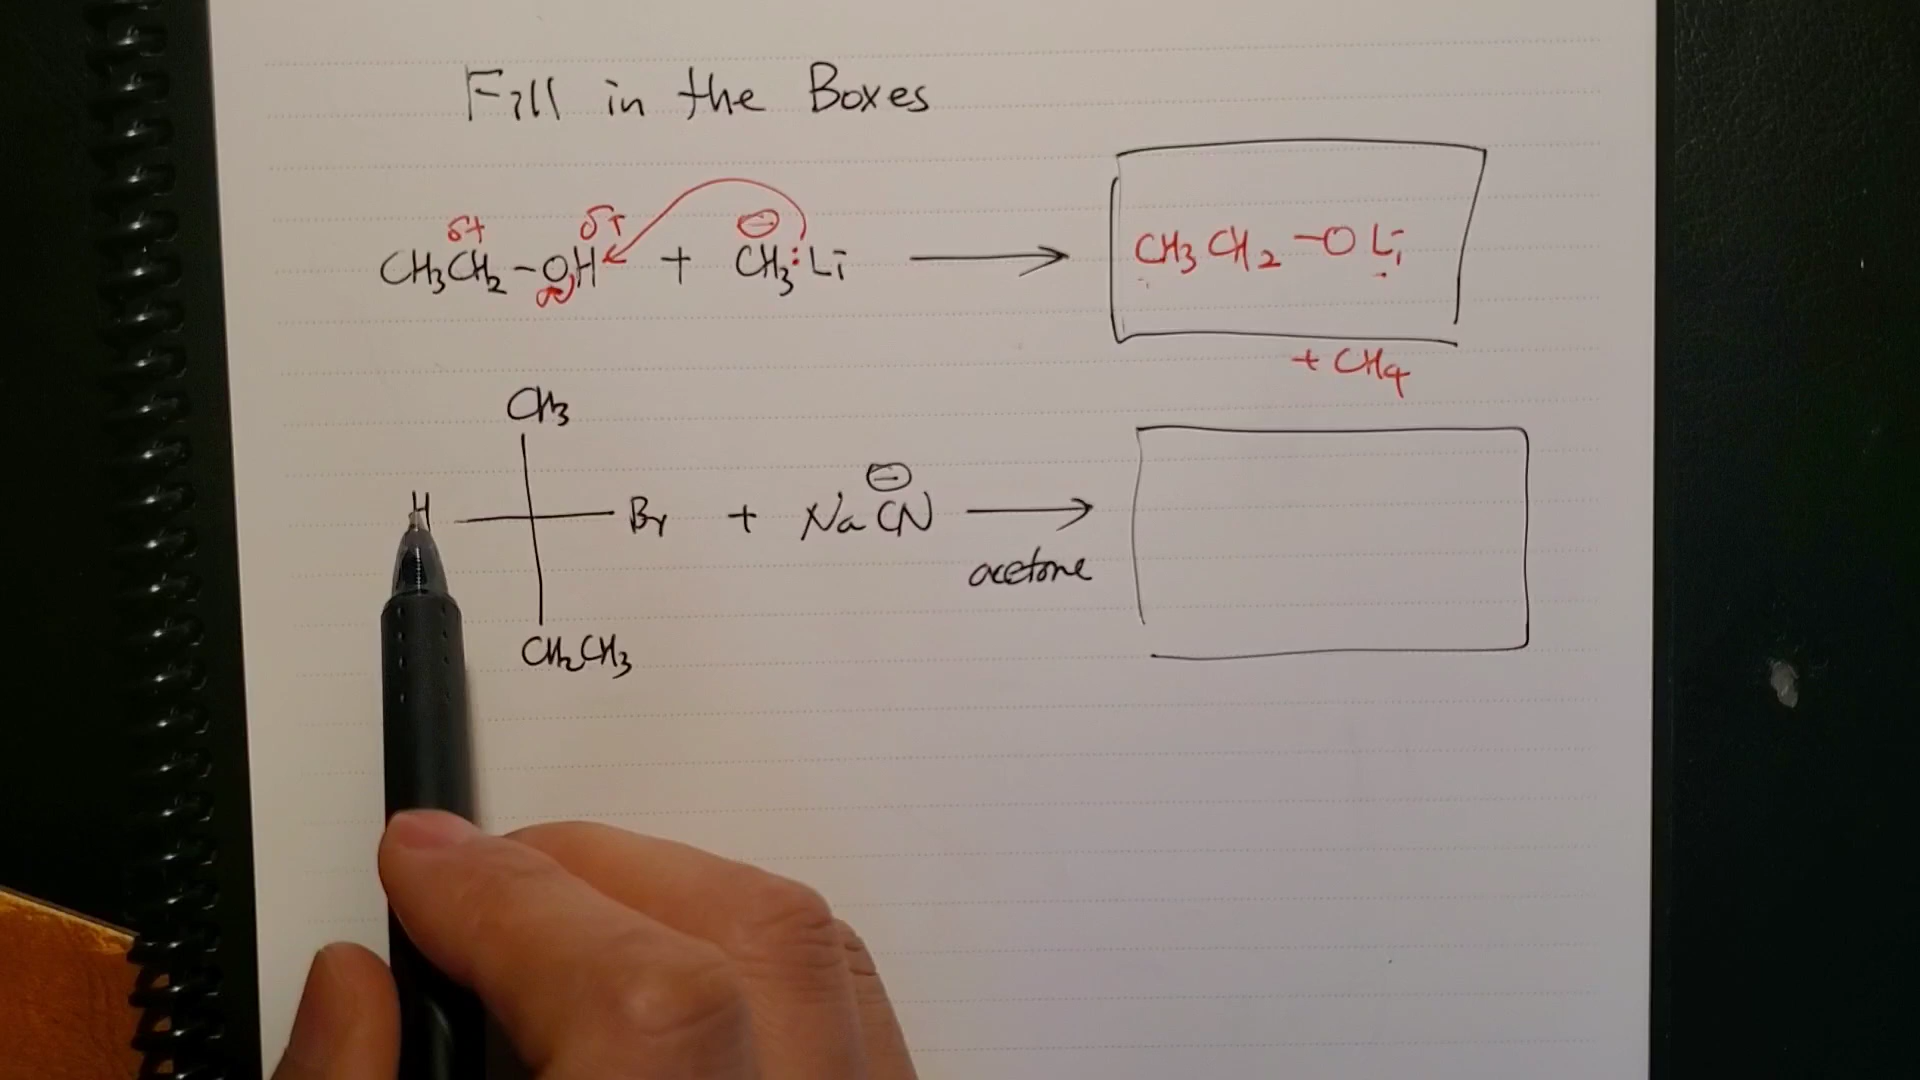 Fill in the Boxes
δ+ δ+ ⊖
CH3CH2-OH + CH3:Li → CH3CH2-OLi
+ CH4
CH3
⊖
H Br + NaCN →
acetone
CH2CH3